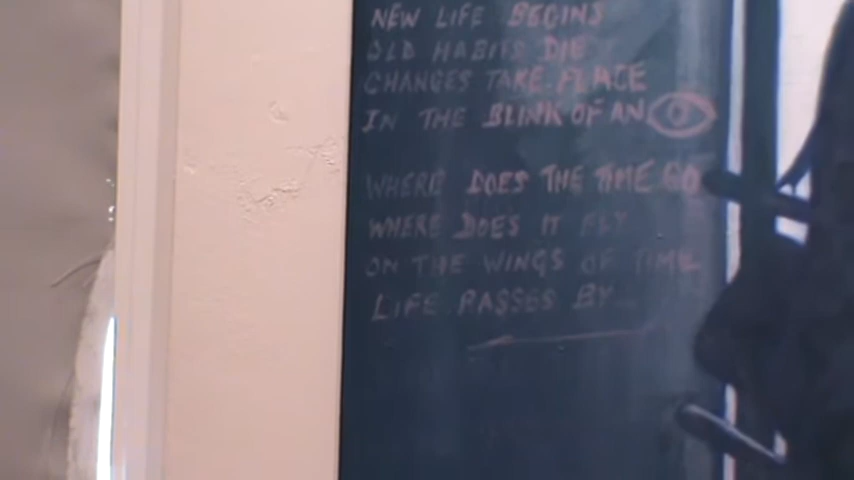 NEW LIFE BEGINS
OLD HABITS DIE
CHANGES TAKE PLACE
IN THE BLINK OF AN
WHERE DOES THE TIME GO
WHERE DOES IT FLY
ON THE WINGS OF TIME
LIFE PASSES BY